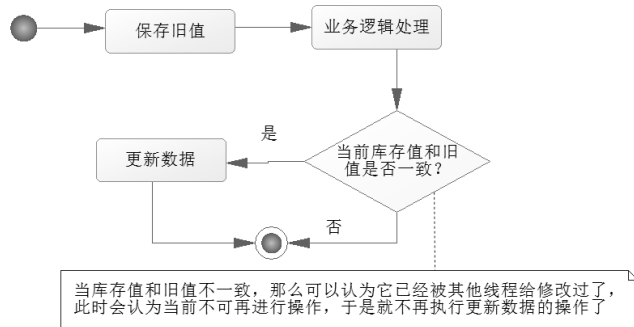 保存旧值
业务逻辑处理
当前库存值和旧
值是否一致？
是
更新数据
否
当库存值和旧值不一致，那么可以认为它已经被其他线程给修改过了，
此时会认为当前不可再进行操作，于是就不再执行更新数据的操作了